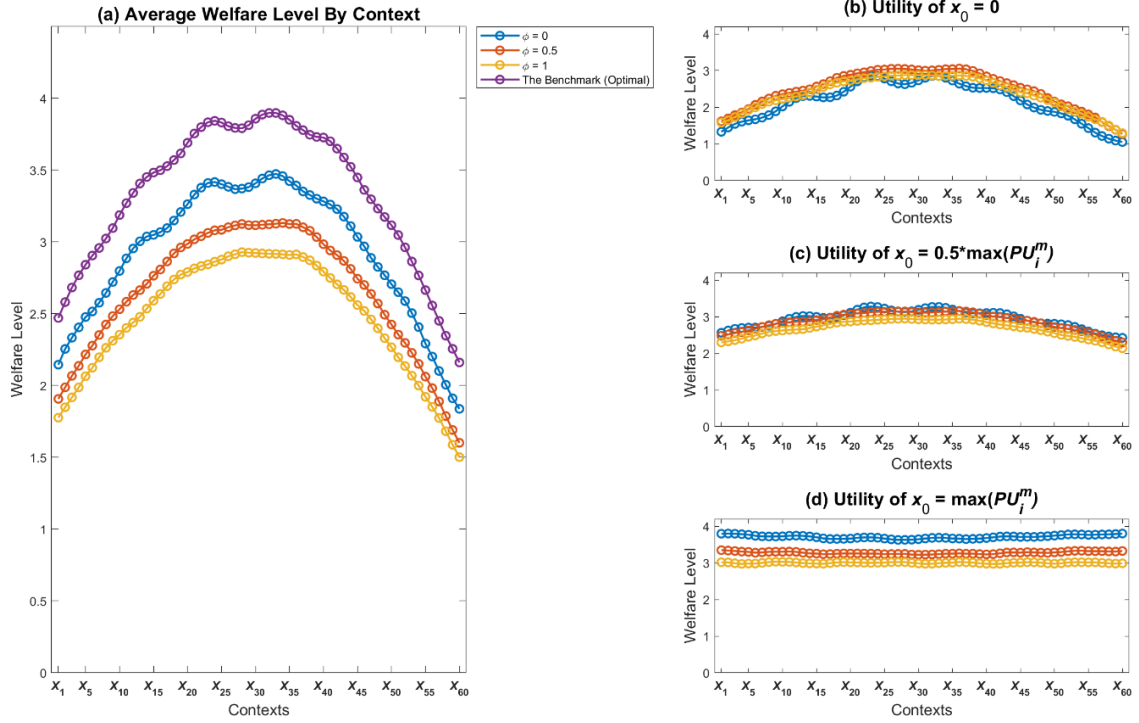 (a) Average Welfare Level By Context
ϕ = 0
ϕ = 0.5
ϕ = 1
The Benchmark (Optimal)
Welfare Level
4
3.5
3
2.5
2
1.5
1
0.5
0
x1 x5 x10 x15 x20 x25 x30 x35 x40 x45 x50 x55 x60
Contexts
(b) Utility of x0 = 0
Welfare Level
4
3
2
1
0
x1 x5 x10 x15 x20 x25 x30 x35 x40 x45 x50 x55 x60
Contexts
(c) Utility of x0 = 0.5*max(PU_i^m)
Welfare Level
4
3
2
1
0
x1 x5 x10 x15 x20 x25 x30 x35 x40 x45 x50 x55 x60
Contexts
(d) Utility of x0 = max(PU_i^m)
Welfare Level
4
3
2
1
0
x1 x5 x10 x15 x20 x25 x30 x35 x40 x45 x50 x55 x60
Contexts